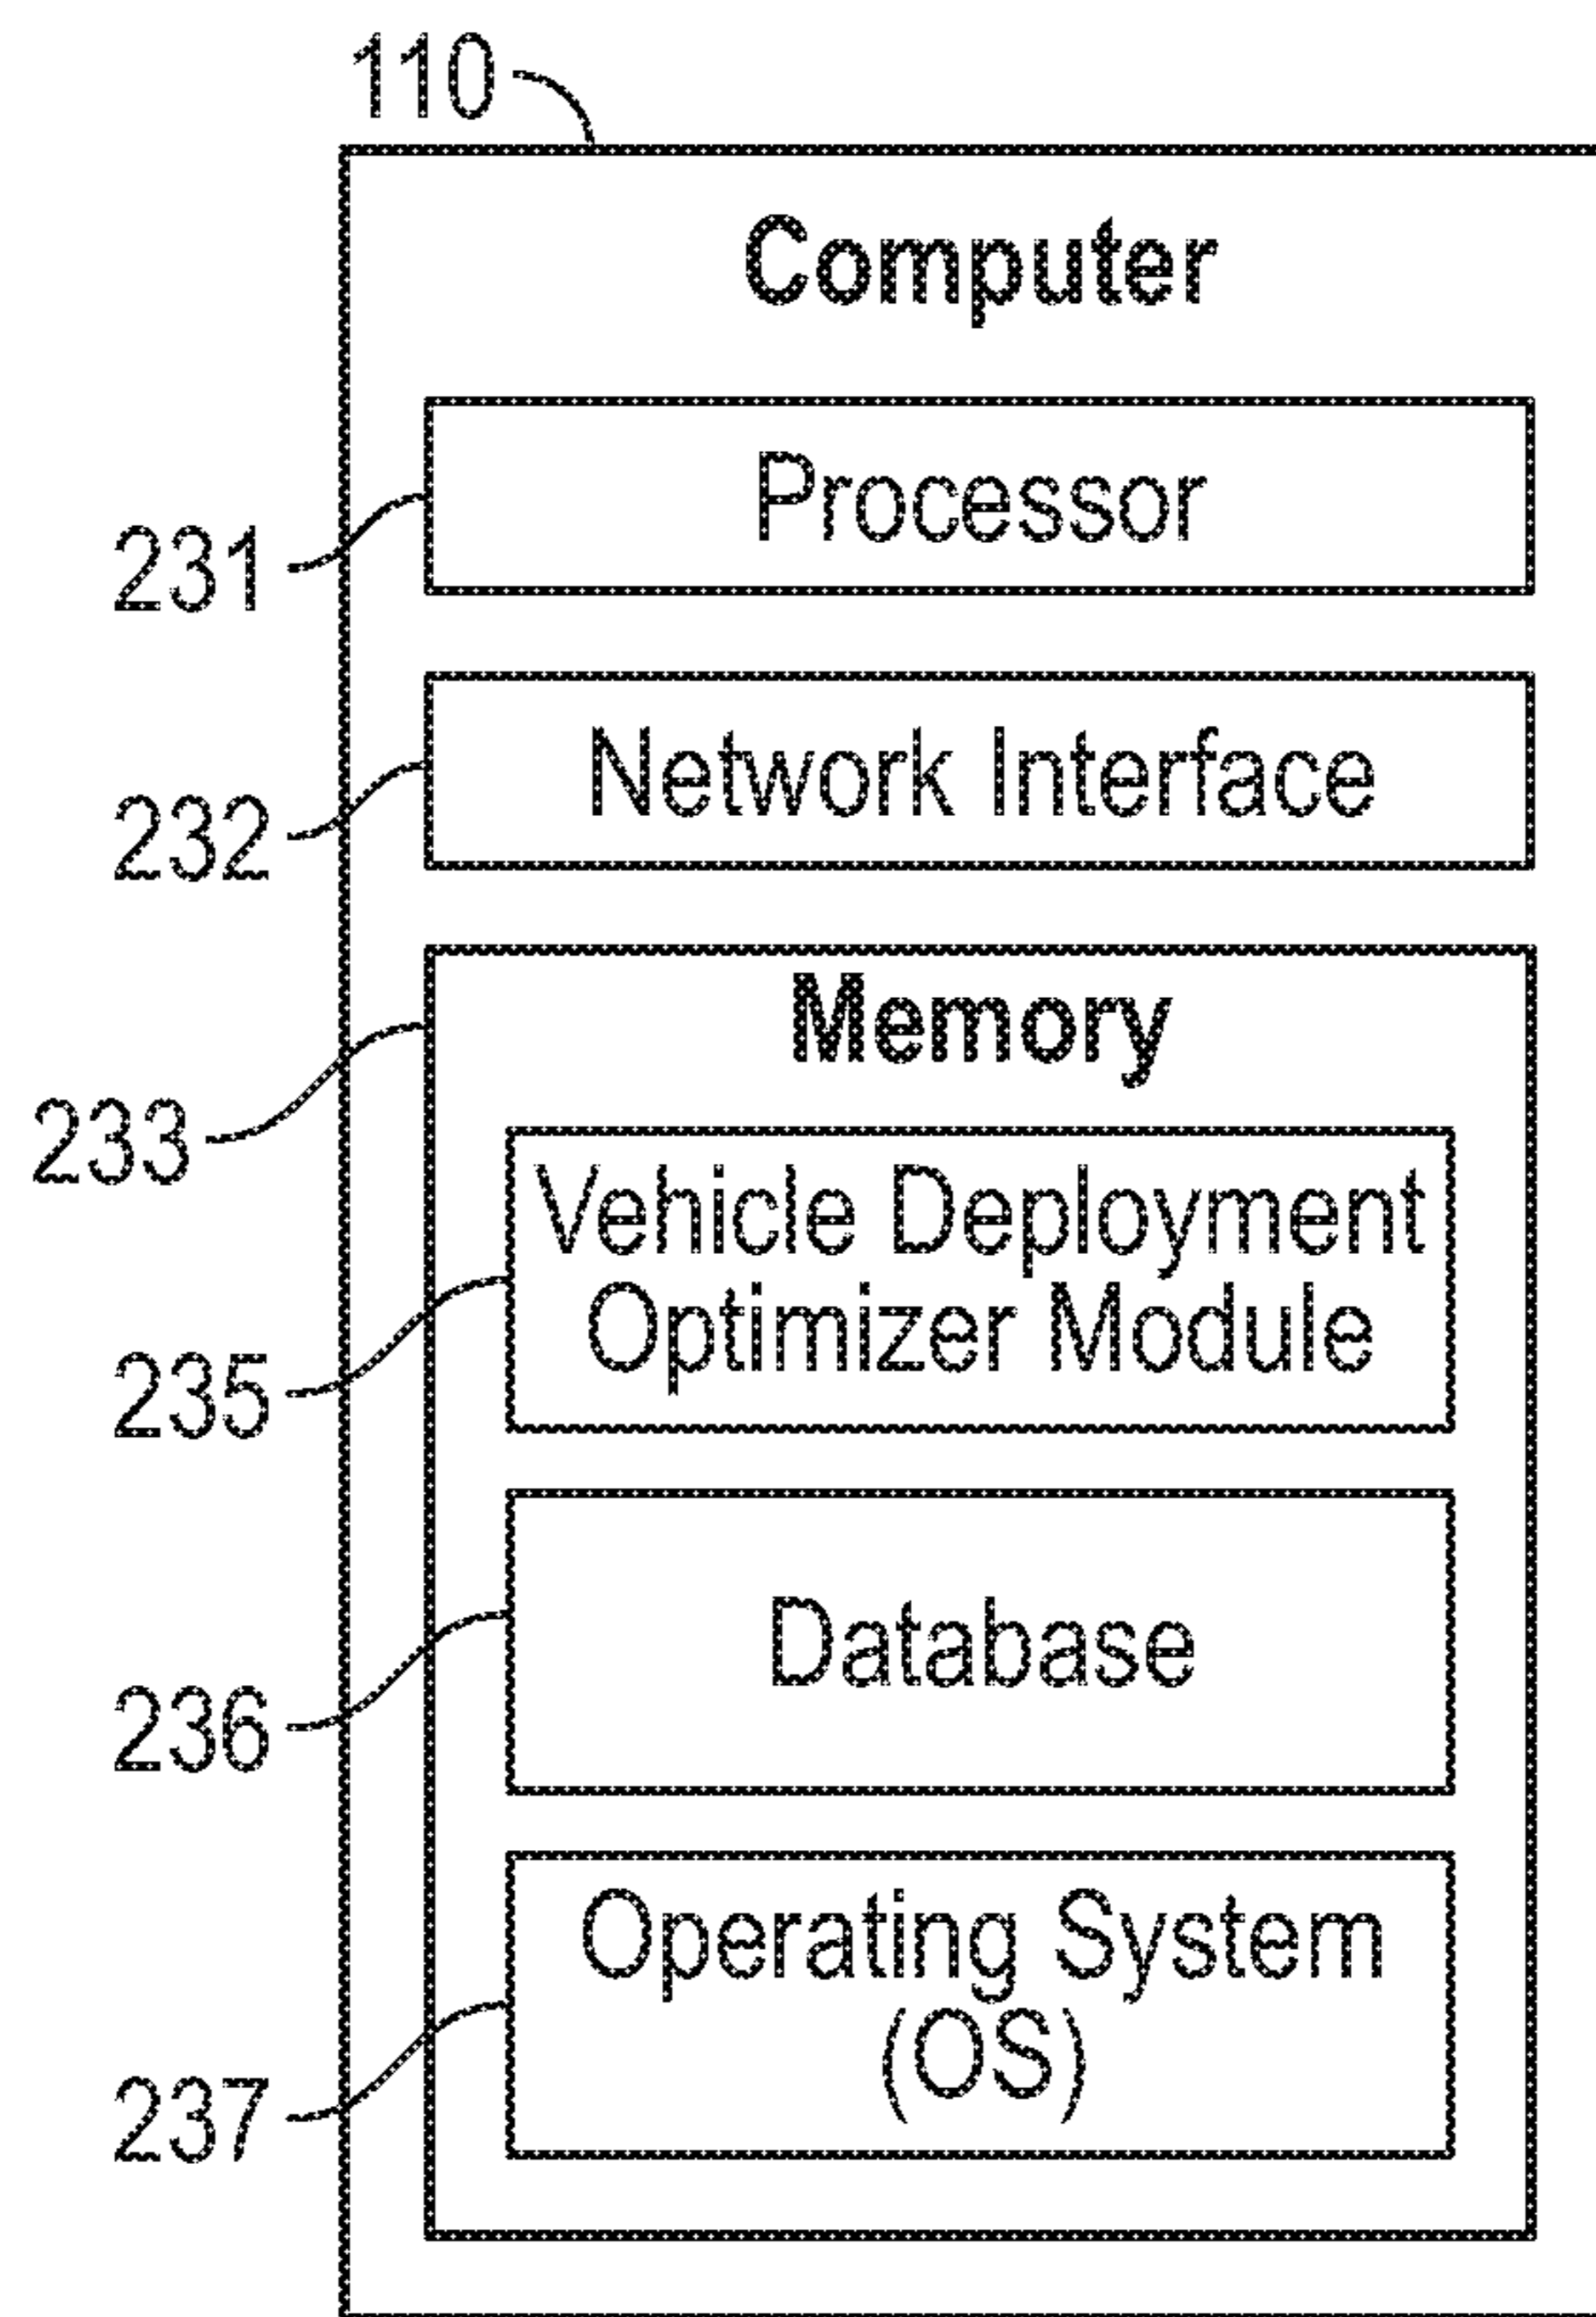 110
Computer
Processor
231
Network Interface
232
Memory
233
Vehicle Deployment
Optimizer Module
235
Database
236
Operating System
(OS)
237